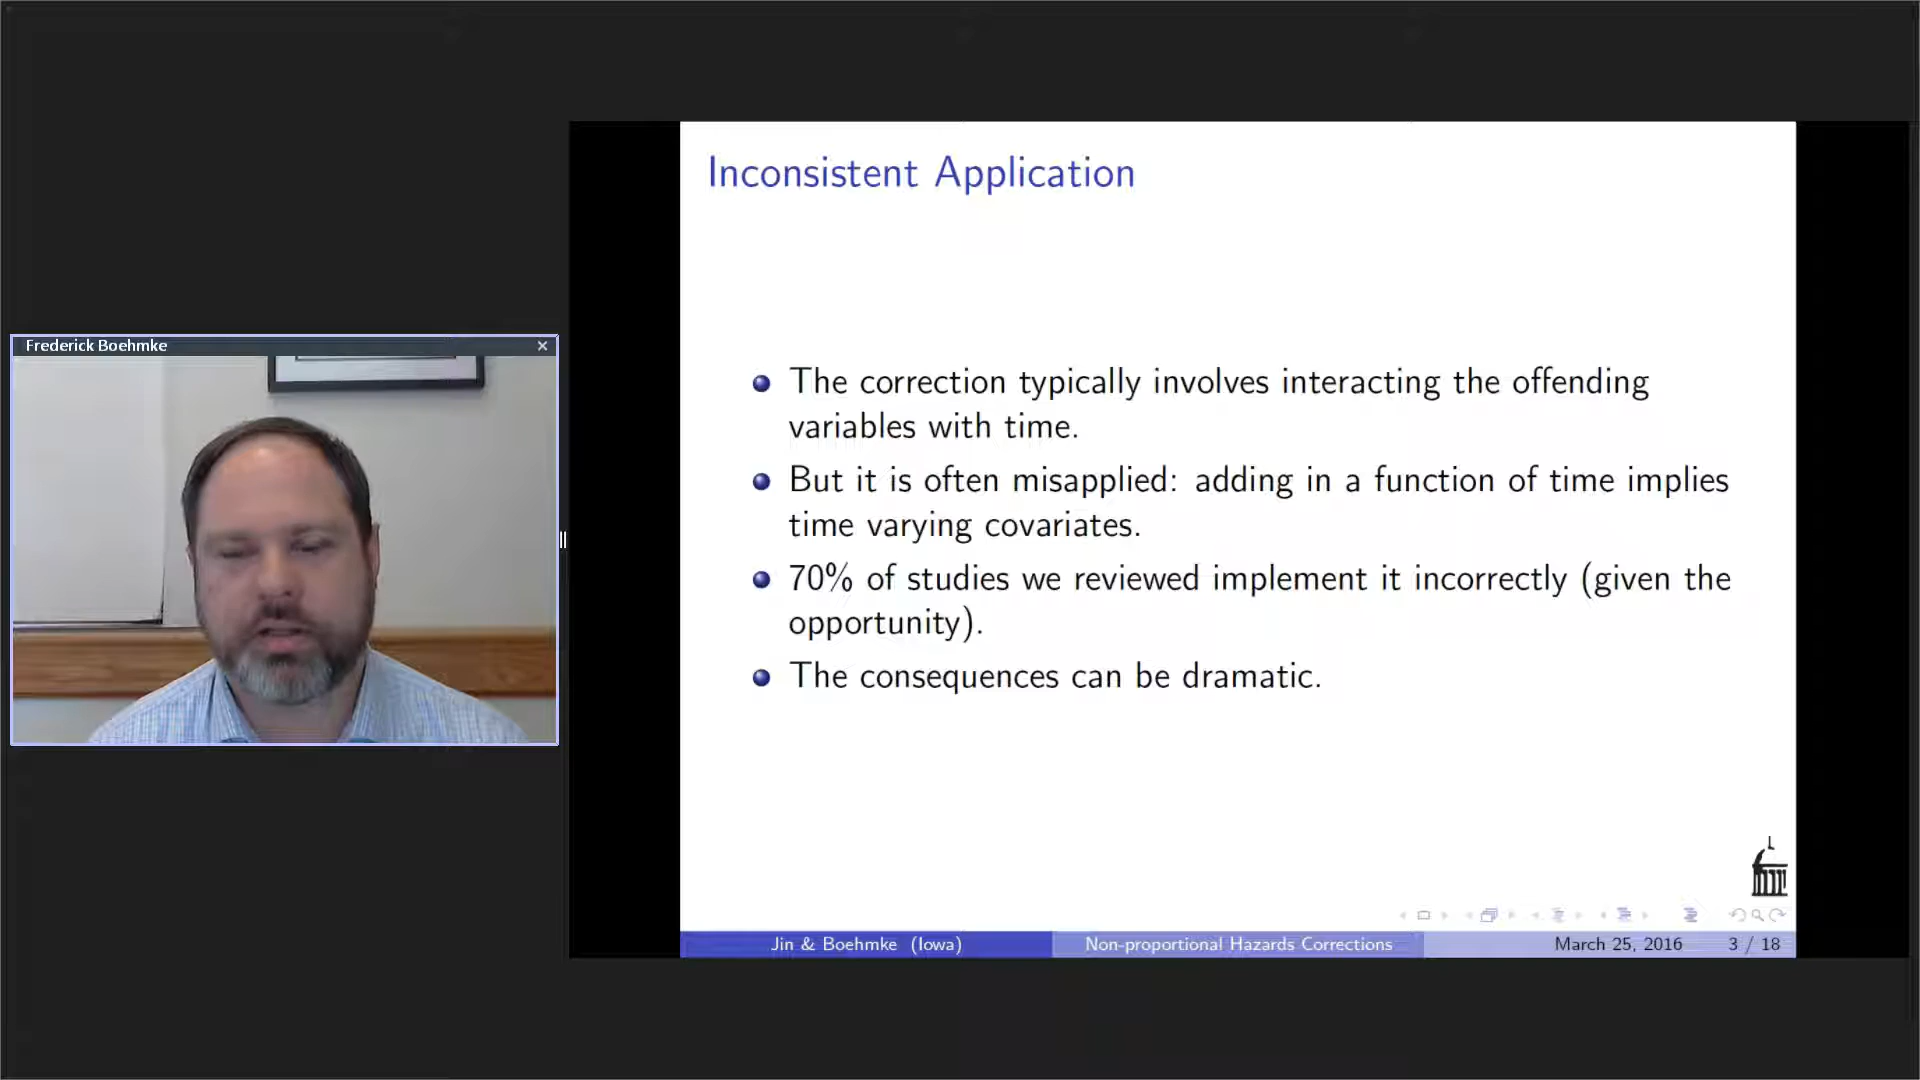 Frederick Boehmke
Inconsistent Application
The correction typically involves interacting the offending
variables with time.
But it is often misapplied: adding in a function of time implies
time varying covariates.
70% of studies we reviewed implement it incorrectly (given the
opportunity).
The consequences can be dramatic.
Jin & Boehmke (Iowa) Non-proportional Hazards Corrections March 25, 2016 3 / 18